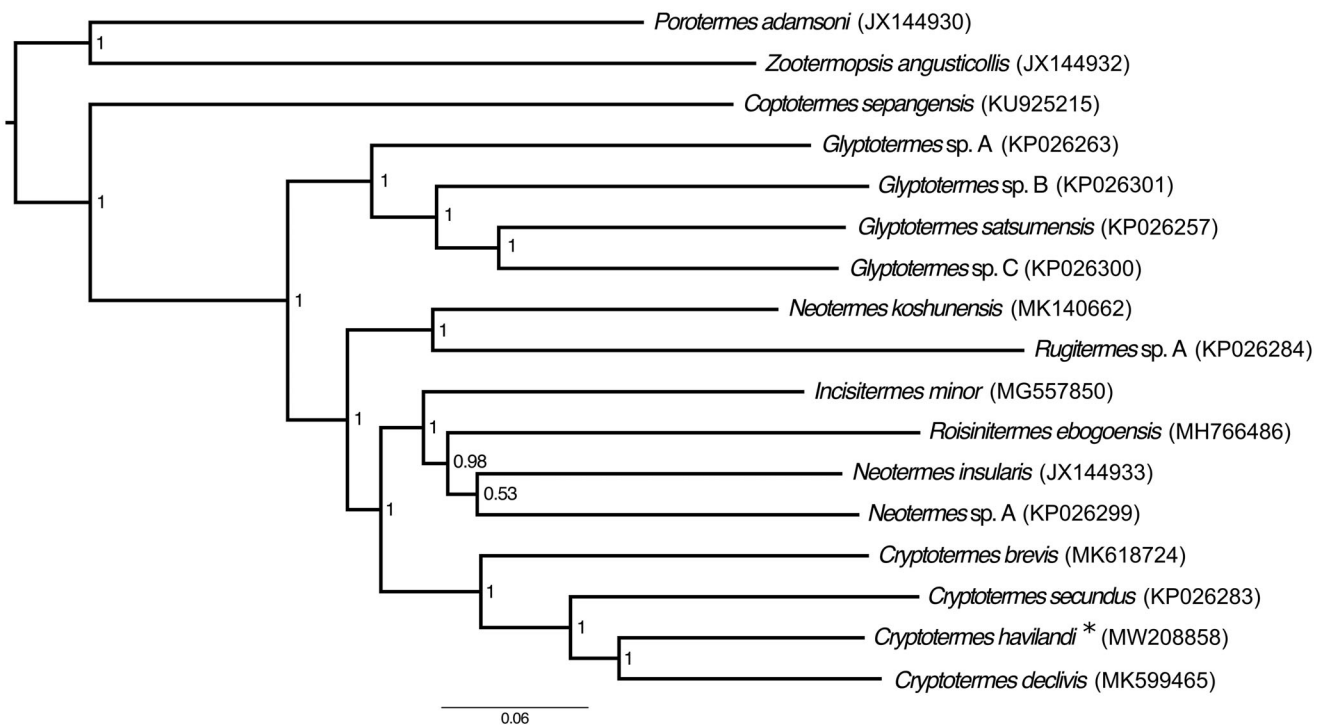 Porotermes adamsoni (JX144930)
1
Zootermopsis angusticollis (JX144932)
Coptotermes sepangensis (KU925215)
Glyptotermes sp. A (KP026263)
1
Glyptotermes sp. B (KP026301)
1
1
Glyptotermes satsumensis (KP026257)
1
Glyptotermes sp. C (KP026300)
1
Neotermes koshunensis (MK140662)
1
Rugitermes sp. A (KP026284)
Incisitermes minor (MG557850)
1
1
Roisinitermes ebogoensis (MH766486)
0.98
Neotermes insularis (JX144933)
0.53
Neotermes sp. A (KP026299)
1
Cryptotermes brevis (MK618724)
1
Cryptotermes secundus (KP026283)
1
Cryptotermes havilandi * (MW208858)
1
Cryptotermes declivis (MK599465)
0.06